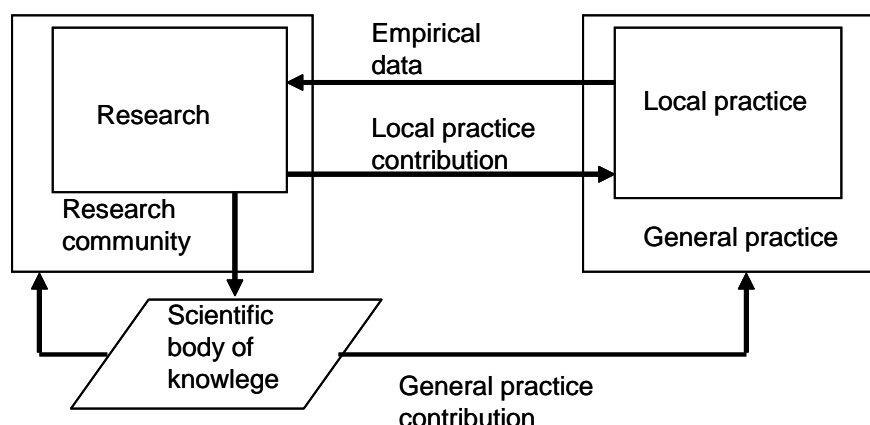 Empirical
data
Research
Local practice
Local practice
contribution
Research
community
General practice
Scientific
body of
knowlege
General practice
contribution